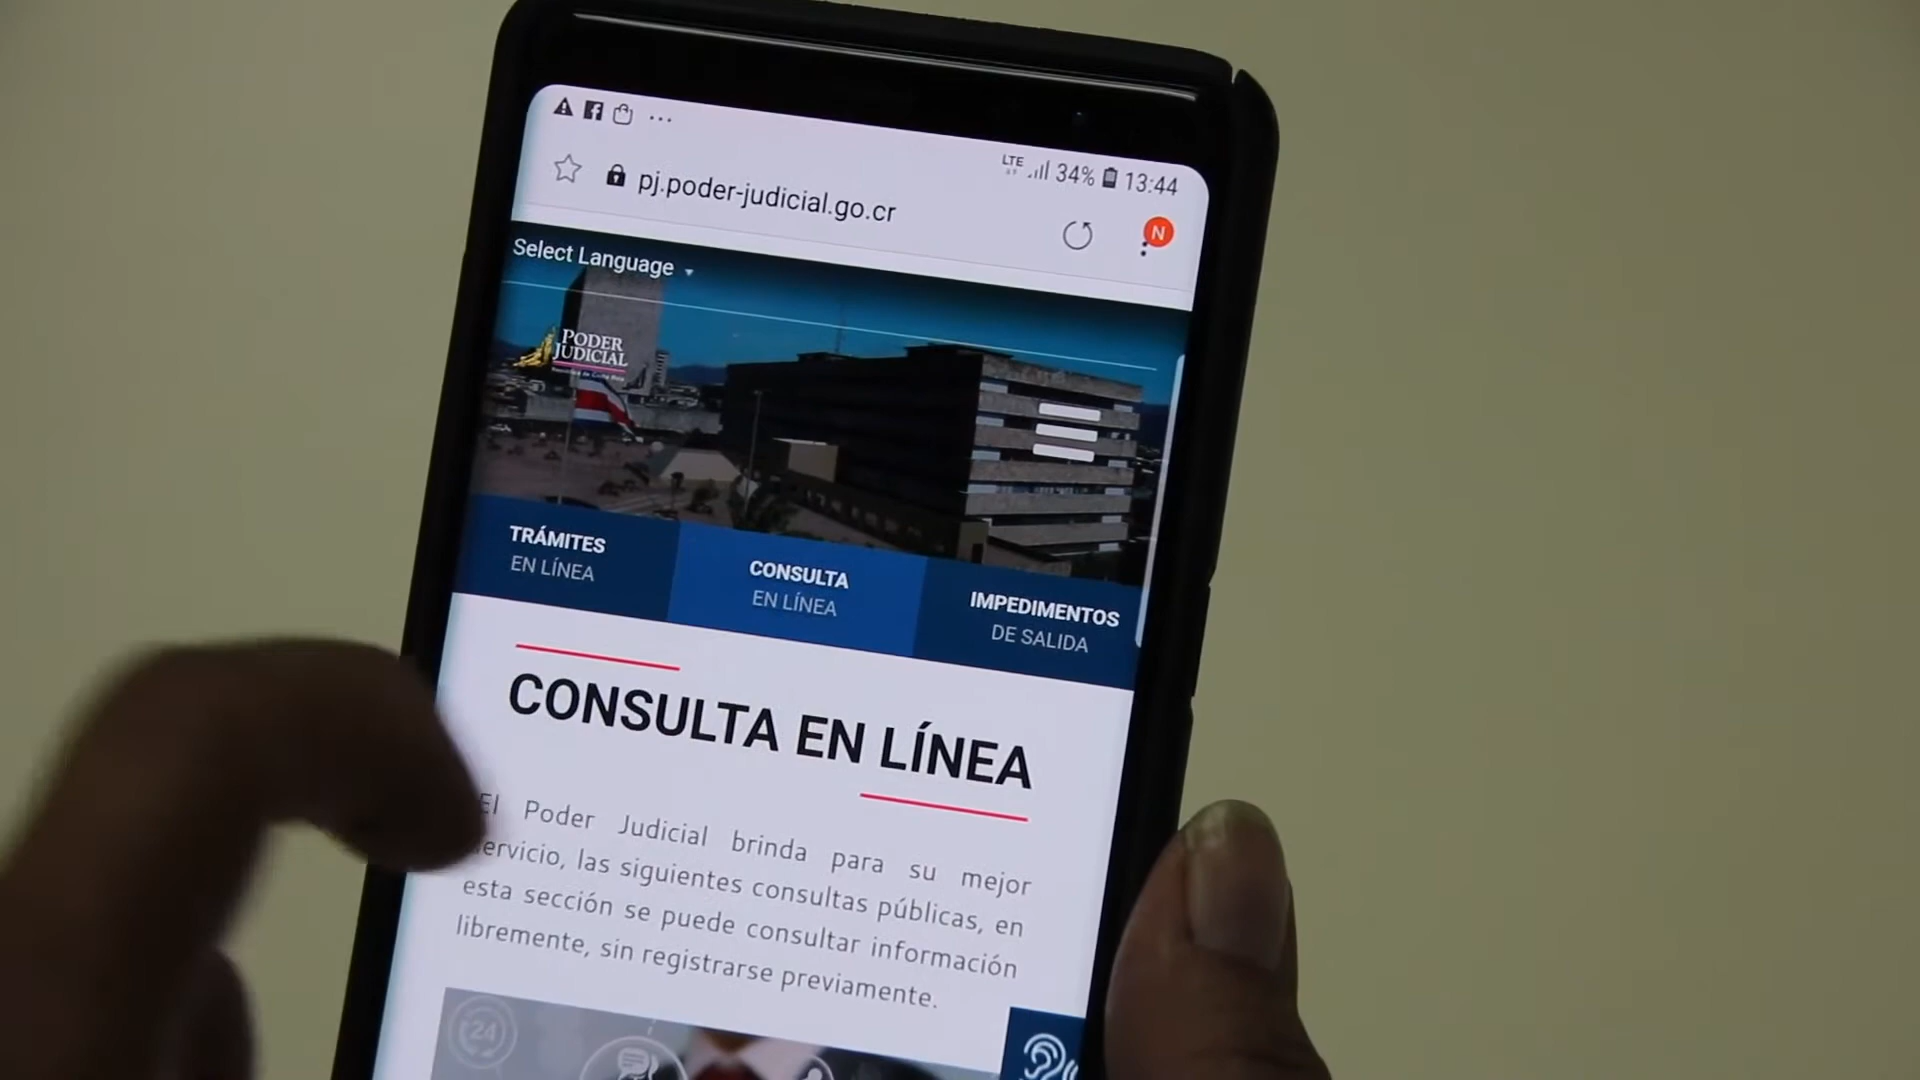 LTE 34% 13:44
pj.poder-judicial.go.cr
N
Select Language
PODER
JUDICIAL
TRÁMITES
EN LÍNEA
CONSULTA
EN LÍNEA
IMPEDIMENTOS
DE SALIDA
CONSULTA EN LÍNEA
El Poder Judicial brinda para su mejor
servicio, las siguientes consultas públicas, en
esta sección se puede consultar información
libremente, sin registrarse previamente.
24